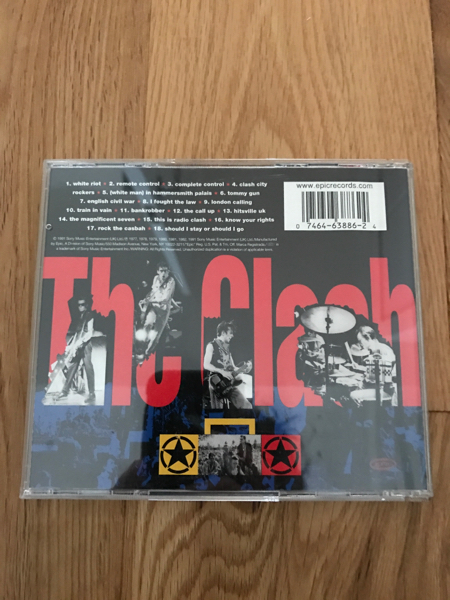 1. white riot ★ 2. remote control ★ 3. complete control ★ 4. clash city
rockers ★ 5. (white man) in hammersmith palais ★ 6. tommy gun
7. english civil war ★ 8. i fought the law ★ 9. london calling
10. train in vain ★ 11. bankrobber ★ 12. the call up ★ 13. hitsville uk
14. the magnificent seven ★ 15. this is radio clash ★ 16. know your rights
17. rock the casbah ★ 18. should i stay or should i go
www.epicrecords.com
0 7464-63886-2 4
The Clash